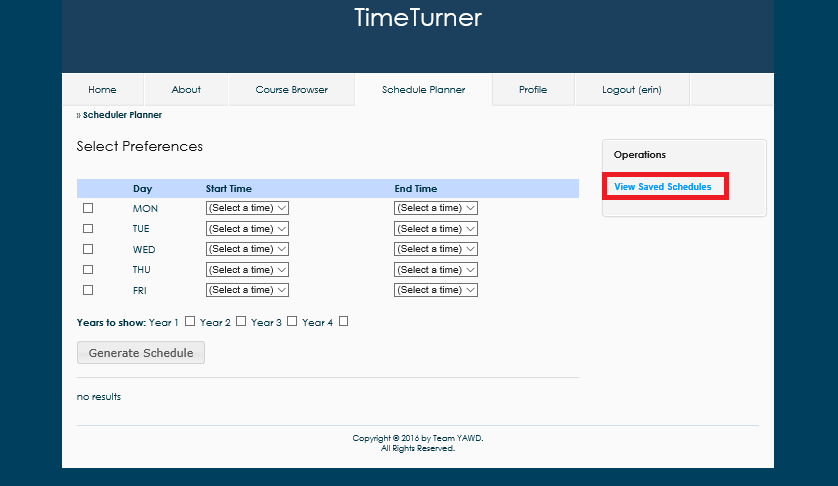 TimeTurner
Home About Course Browser Schedule Planner Profile Logout (erin)
» Scheduler Planner
Select Preferences
Day Start Time End Time
MON (Select a time) (Select a time)
TUE (Select a time) (Select a time)
WED (Select a time) (Select a time)
THU (Select a time) (Select a time)
FRI (Select a time) (Select a time)
Years to show: Year 1 Year 2 Year 3 Year 4
Generate Schedule
no results
Operations
View Saved Schedules
Copyright © 2016 by Team YAWD.
All Rights Reserved.